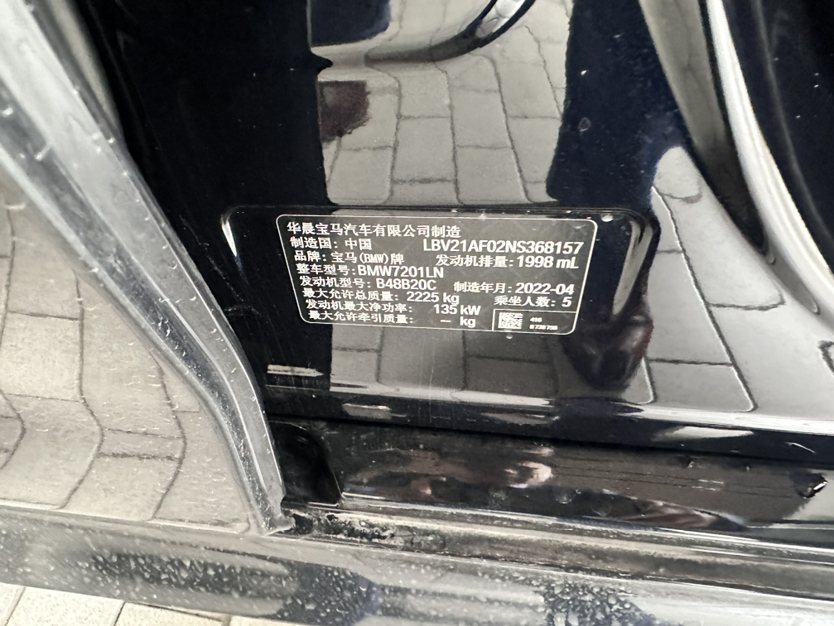 华晨宝马汽车有限公司制造
制造国：中国 LBV21AF02NS368157
品牌：宝马(BMW)牌 发动机排量：1998 mL
整车型号：BMW7201LN
发动机型号：B48B20C 制造年月：2022-04
最大允许总质量：2225 kg 乘坐人数：5
发动机最大净功率：135 kW
最大允许牵引质量：— kg